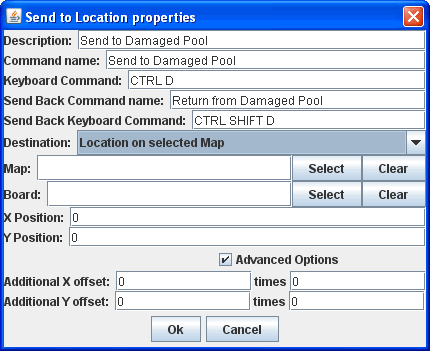 Send to Location properties
Description: Send to Damaged Pool
Command name: Send to Damaged Pool
Keyboard Command: CTRL D
Send Back Command name: Return from Damaged Pool
Send Back Keyboard Command: CTRL SHIFT D
Destination: Location on selected Map
Map: Select Clear
Board: Select Clear
X Position: 0
Y Position: 0
Advanced Options
Additional X offset: 0 times 0
Additional Y offset: 0 times 0
Ok Cancel